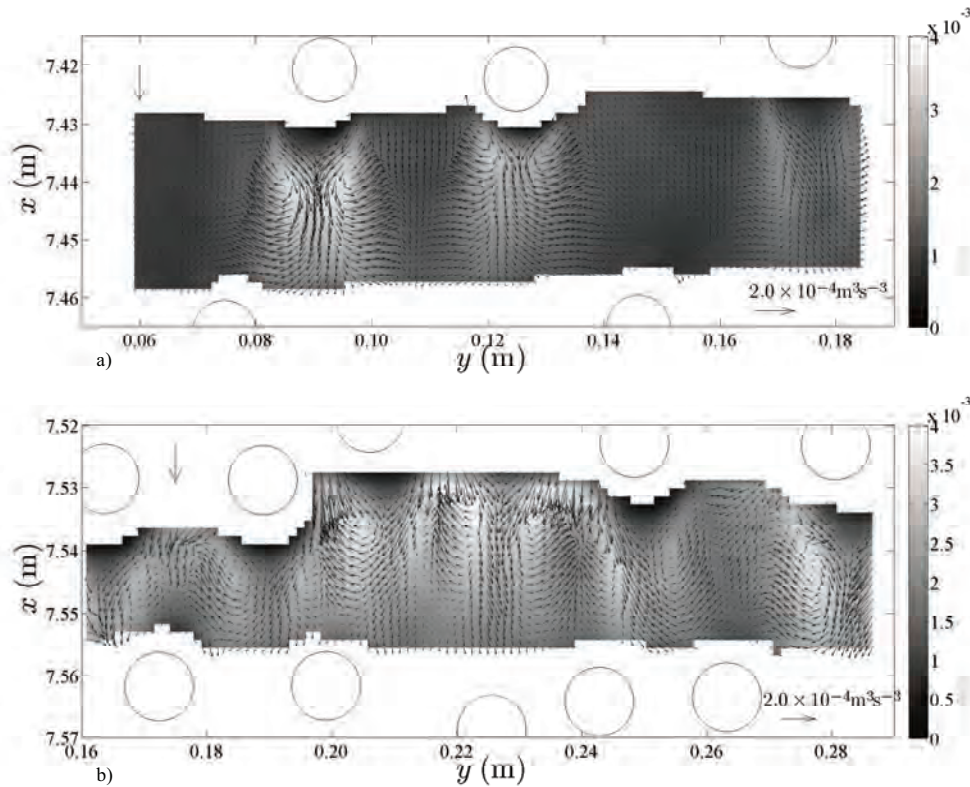 x 10⁻³
4
3
2
1
0
7.42
7.43
7.44
7.45
7.46
x (m)
2.0 × 10⁻⁴m³s⁻³
0.06 0.08 0.10 0.12 0.14 0.16 0.18
a)
y (m)
x 10⁻³
4
3.5
3
2.5
2
1.5
1
0.5
0
7.52
7.53
7.54
7.55
7.56
7.57
x (m)
2.0 × 10⁻⁴m³s⁻³
0.16 0.18 0.20 0.22 0.24 0.26 0.28
b)
y (m)